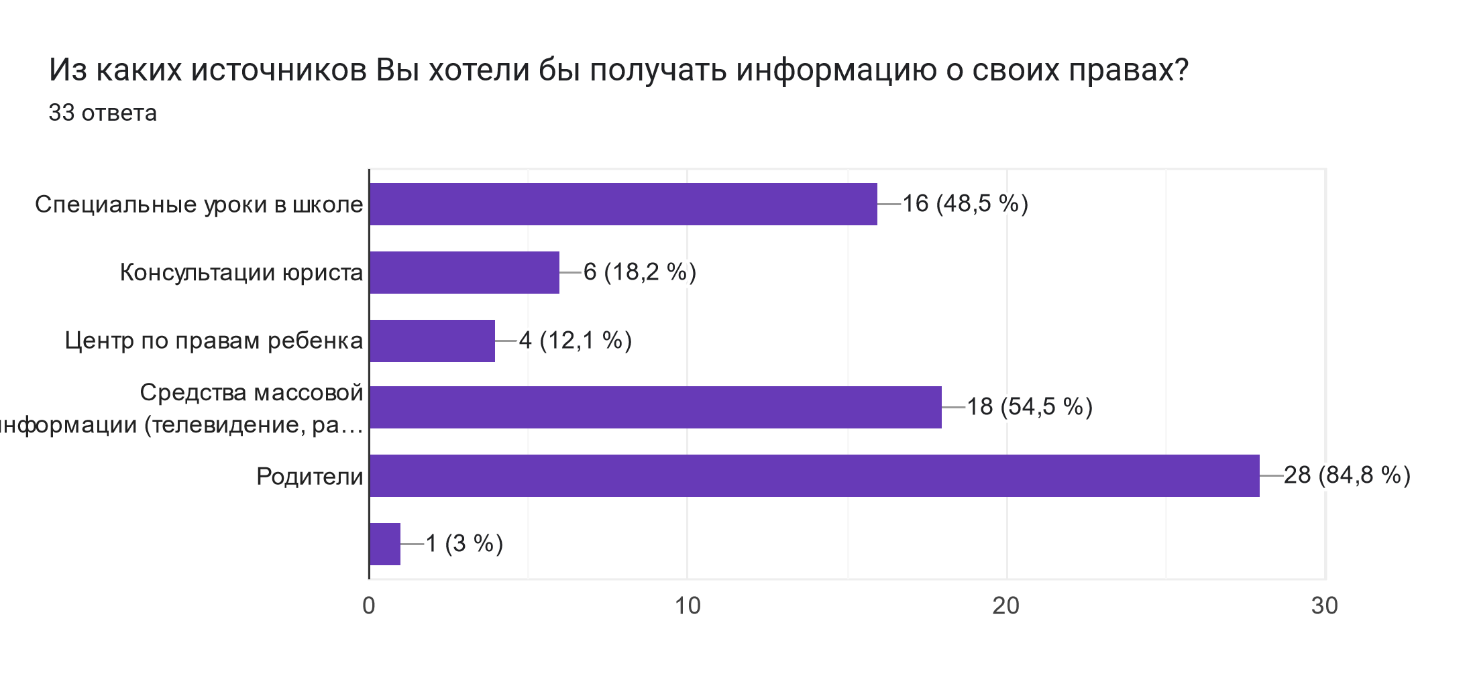 Из каких источников Вы хотели бы получать информацию о своих правах?
33 ответа
Специальные уроки в школе
16 (48,5 %)
Консультации юриста
6 (18,2 %)
Центр по правам ребенка
4 (12,1 %)
Средства массовой
нформации (телевидение, ра…
18 (54,5 %)
Родители
28 (84,8 %)
1 (3 %)
0 10 20 30